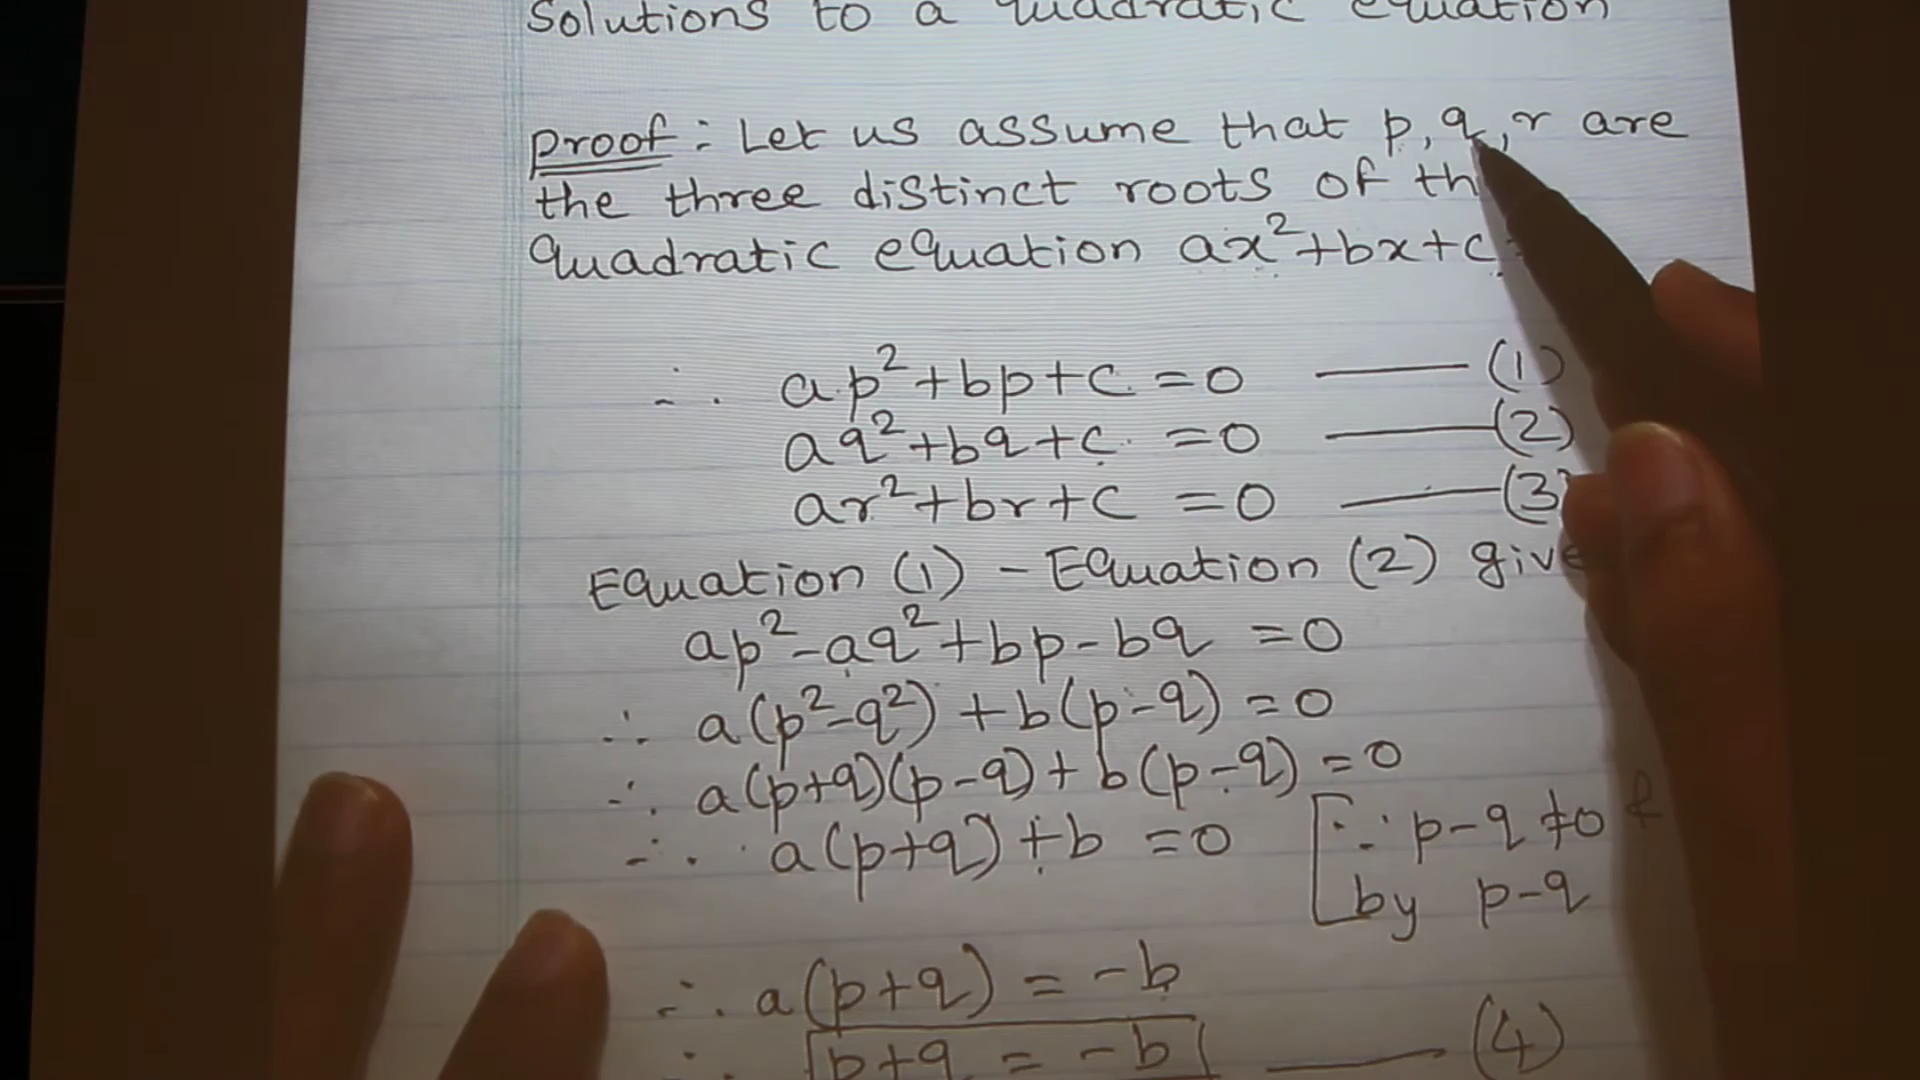 Solutions to a quadratic equation
Proof : Let us assume that p, q, r are
the three distinct roots of
quadratic equation ax²+bx+c
∴ ap²+bp+c = 0 —— (1)
aq²+bq+c = 0 —— (2)
ar²+br+c = 0 —— (3)
Equation (1) - Equation (2)
ap²-aq²+bp-bq = 0
∴ a(p²-q²) + b(p-q) = 0
∴ a(p+q)(p-q) + b(p-q) = 0
∴ a(p+q) + b = 0 [∵ p-q ≠ 0 &
by p-q
∴ a(p+q) = -b
∴ p+q = -b —— (4)